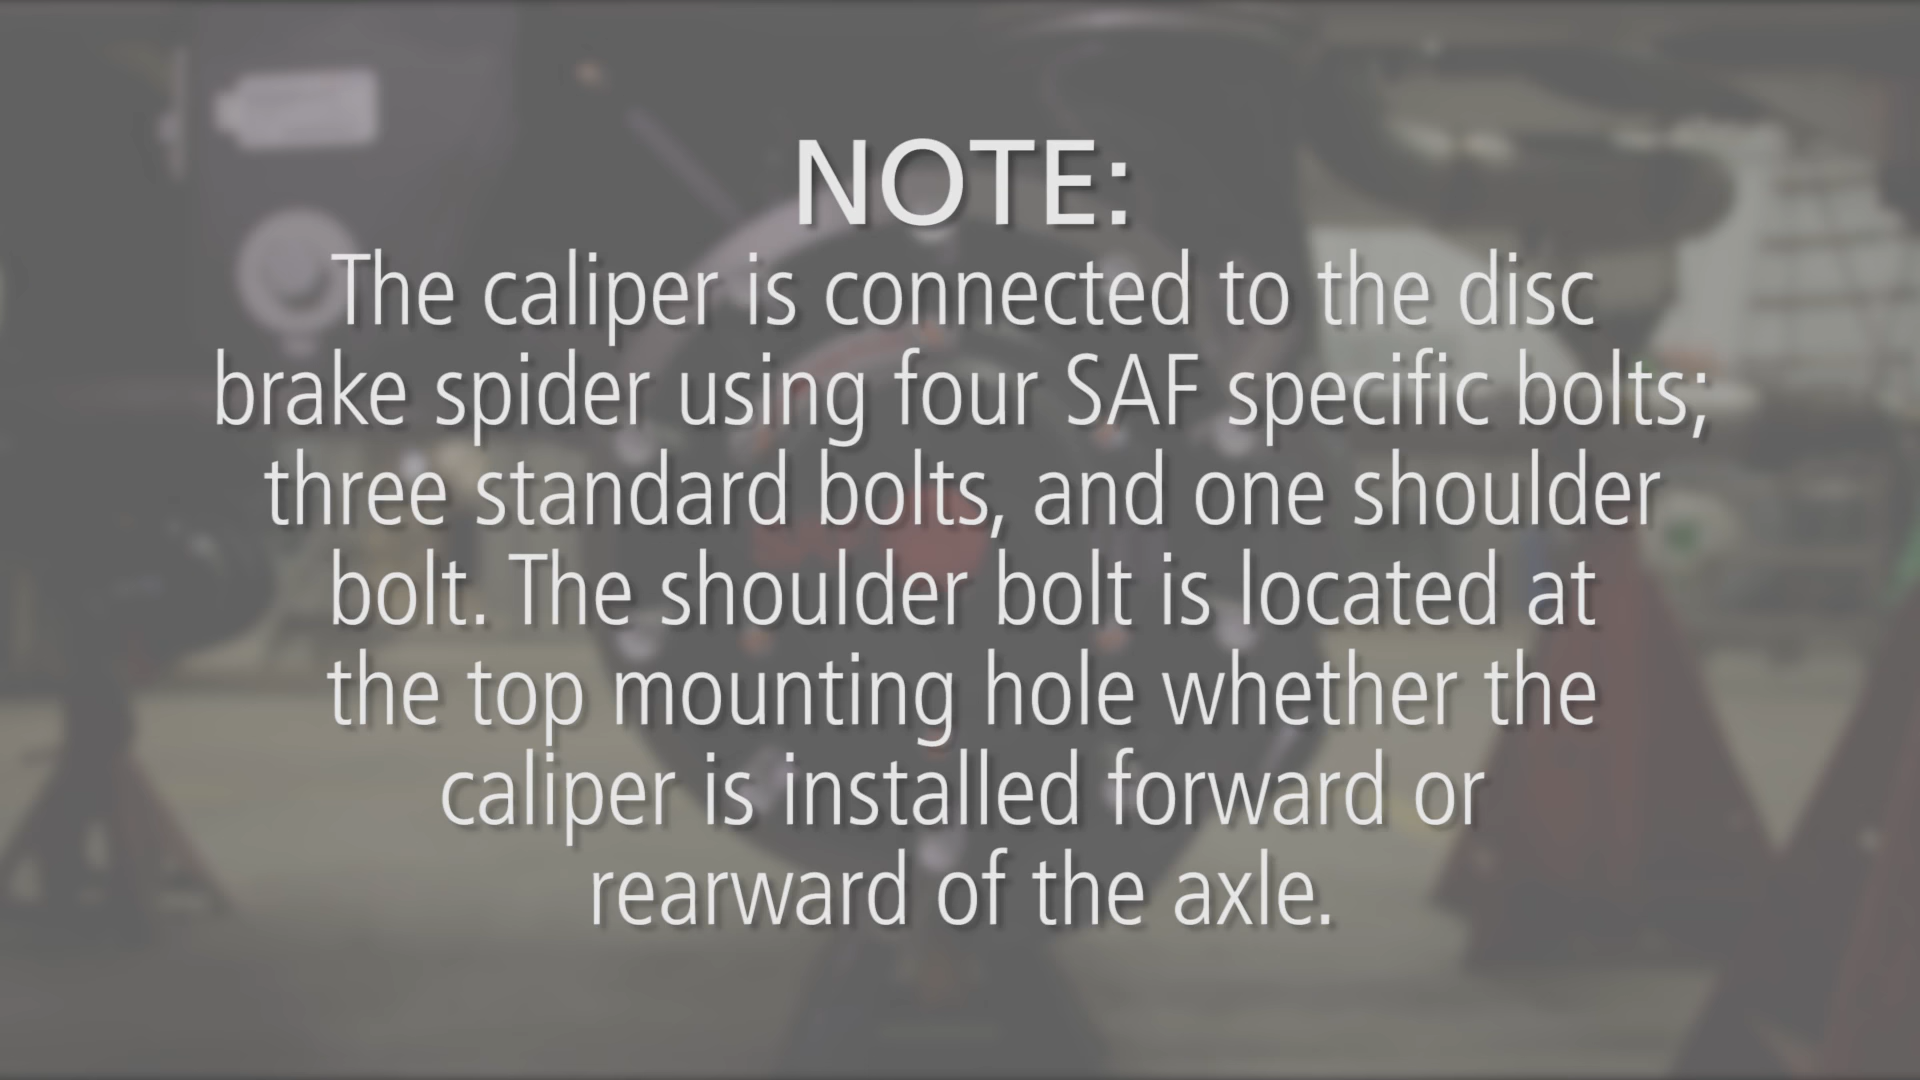 NOTE:
The caliper is connected to the disc
brake spider using four SAF specific bolts;
three standard bolts, and one shoulder
bolt. The shoulder bolt is located at
the top mounting hole whether the
caliper is installed forward or
rearward of the axle.